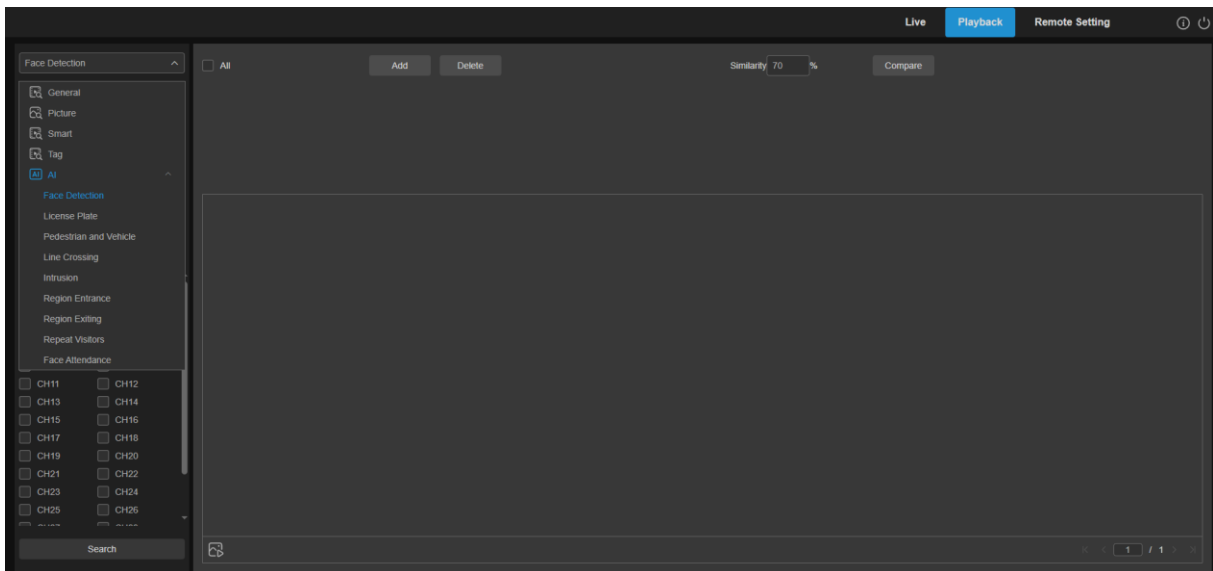 Live Playback Remote Setting
Face Detection
All Add Delete Similarity 70 % Compare
General
Picture
Smart
Tag
AI AI
Face Detection
License Plate
Pedestrian and Vehicle
Line Crossing
Intrusion
Region Entrance
Region Exiting
Repeat Visitors
Face Attendance
CH11 CH12
CH13 CH14
CH15 CH16
CH17 CH18
CH19 CH20
CH21 CH22
CH23 CH24
CH25 CH26
Search
1 / 1